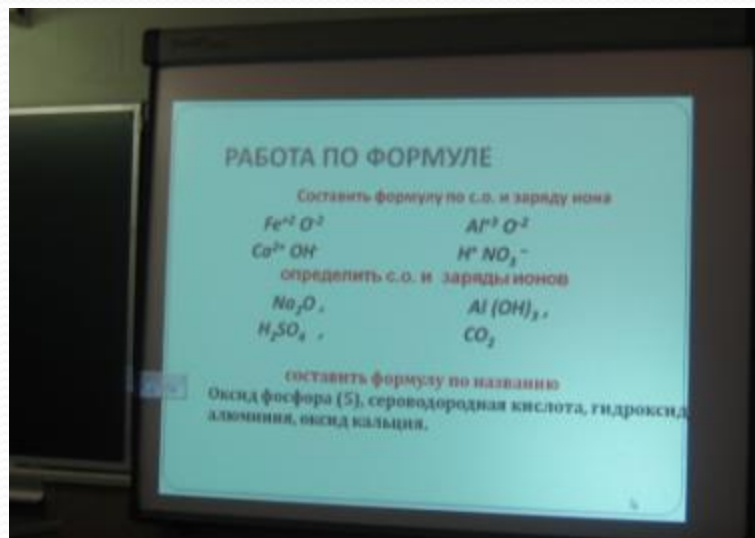 РАБОТА ПО ФОРМУЛЕ
Составить формулу по с.о. и заряду иона
Fe⁺² O⁻² Al⁺³ O⁻²
Ca²⁺ OH⁻ H⁺ NO₃⁻
определить с.о. и заряды ионов
Na₂O , Al (OH)₃ ,
H₂SO₄ , CO₂
составить формулу по названию
Оксид фосфора (5), сероводородная кислота, гидроксид
алюминия, оксид кальция.